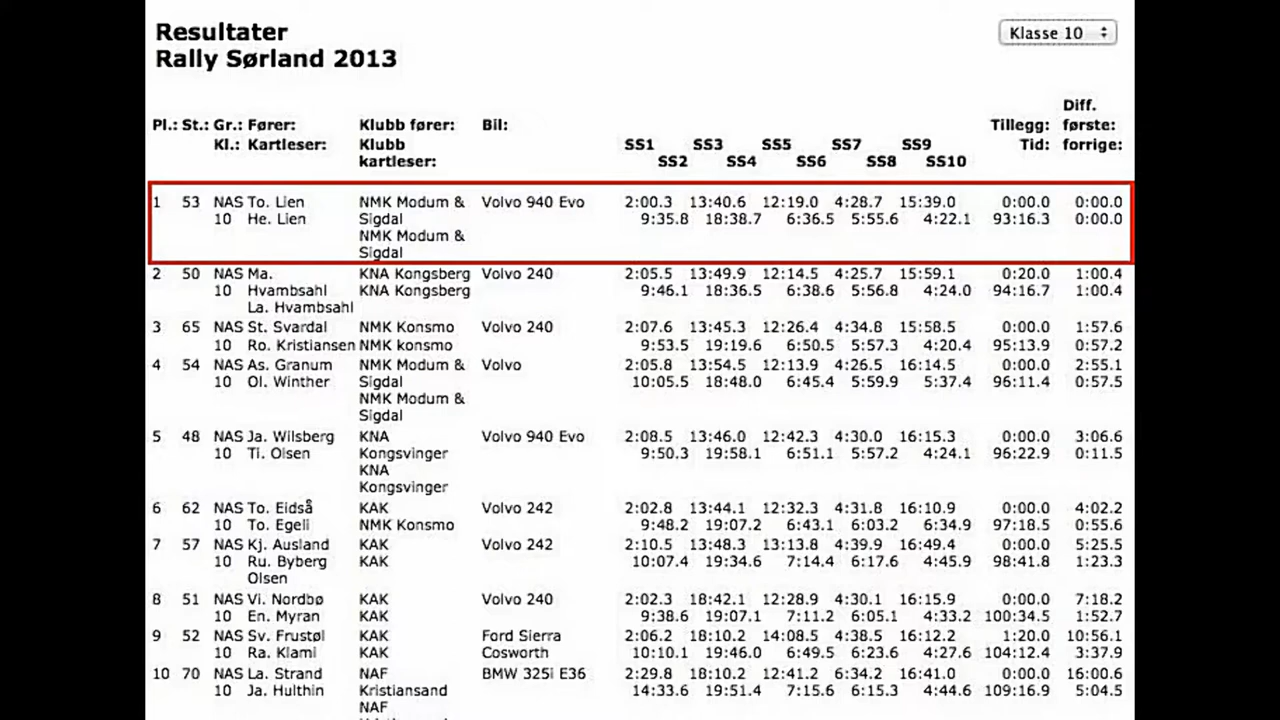 Resultater
Rally Sørland 2013
Klasse 10
Diff.
Pl.: St.: Gr.: Fører: Klubb fører: Bil: Tillegg: første:
Kl.: Kartleser: Klubb SS1 SS3 SS5 SS7 SS9 Tid: forrige:
kartleser: SS2 SS4 SS6 SS8 SS10
1 53 NAS To. Lien NMK Modum & Volvo 940 Evo 2:00.3 13:40.6 12:19.0 4:28.7 15:39.0 0:00.0 0:00.0
10 He. Lien Sigdal 9:35.8 18:38.7 6:36.5 5:55.6 4:22.1 93:16.3 0:00.0
NMK Modum &
Sigdal
2 50 NAS Ma. KNA Kongsberg Volvo 240 2:05.5 13:49.9 12:14.5 4:25.7 15:59.1 0:20.0 1:00.4
10 Hvambsahl KNA Kongsberg 9:46.1 18:36.5 6:38.6 5:56.8 4:24.0 94:16.7 1:00.4
La. Hvambsahl
3 65 NAS St. Svardal NMK Konsmo Volvo 240 2:07.6 13:45.3 12:26.4 4:34.8 15:58.5 0:00.0 1:57.6
10 Ro. Kristiansen NMK konsmo 9:53.5 19:19.6 6:50.5 5:57.3 4:20.4 95:13.9 0:57.2
4 54 NAS As. Granum NMK Modum & Volvo 2:05.8 13:54.5 12:13.9 4:26.5 16:14.5 0:00.0 2:55.1
10 Ol. Winther Sigdal 10:05.5 18:48.0 6:45.4 5:59.9 5:37.4 96:11.4 0:57.5
NMK Modum &
Sigdal
5 48 NAS Ja. Wilsberg KNA Volvo 940 Evo 2:08.5 13:46.0 12:42.3 4:30.0 16:15.3 0:00.0 3:06.6
10 Ti. Olsen Kongsvinger 9:50.3 19:58.1 6:51.1 5:57.2 4:24.1 96:22.9 0:11.5
KNA
Kongsvinger
6 62 NAS To. Eidså KAK Volvo 242 2:02.8 13:44.1 12:32.3 4:31.8 16:10.9 0:00.0 4:02.2
10 To. Egeli NMK Konsmo 9:48.2 19:07.2 6:43.1 6:03.2 6:34.9 97:18.5 0:55.6
7 57 NAS Kj. Ausland KAK Volvo 242 2:10.5 13:48.3 13:13.8 4:39.9 16:49.4 0:00.0 5:25.5
10 Ru. Byberg KAK 10:07.4 19:34.6 7:14.4 6:17.6 4:45.9 98:41.8 1:23.3
Olsen
8 51 NAS Vi. Nordbø KAK Volvo 240 2:02.3 18:42.1 12:28.9 4:30.1 16:15.9 0:00.0 7:18.2
10 En. Myran KAK 9:38.6 19:07.1 7:11.2 6:05.1 4:33.2 100:34.5 1:52.7
9 52 NAS Sv. Frustøl KAK Ford Sierra 2:06.2 18:10.2 14:08.5 4:38.5 16:12.2 1:20.0 10:56.1
10 Ra. Klami KAK Cosworth 10:10.1 19:46.0 6:49.5 6:23.6 4:27.6 104:12.4 3:37.9
10 70 NAS La. Strand NAF BMW 325i E36 2:29.8 18:10.2 12:41.2 6:34.2 16:41.0 0:00.0 16:00.6
10 Ja. Hulthin Kristiansand 14:33.6 19:51.4 7:15.6 6:15.3 4:44.6 109:16.9 5:04.5
NAF